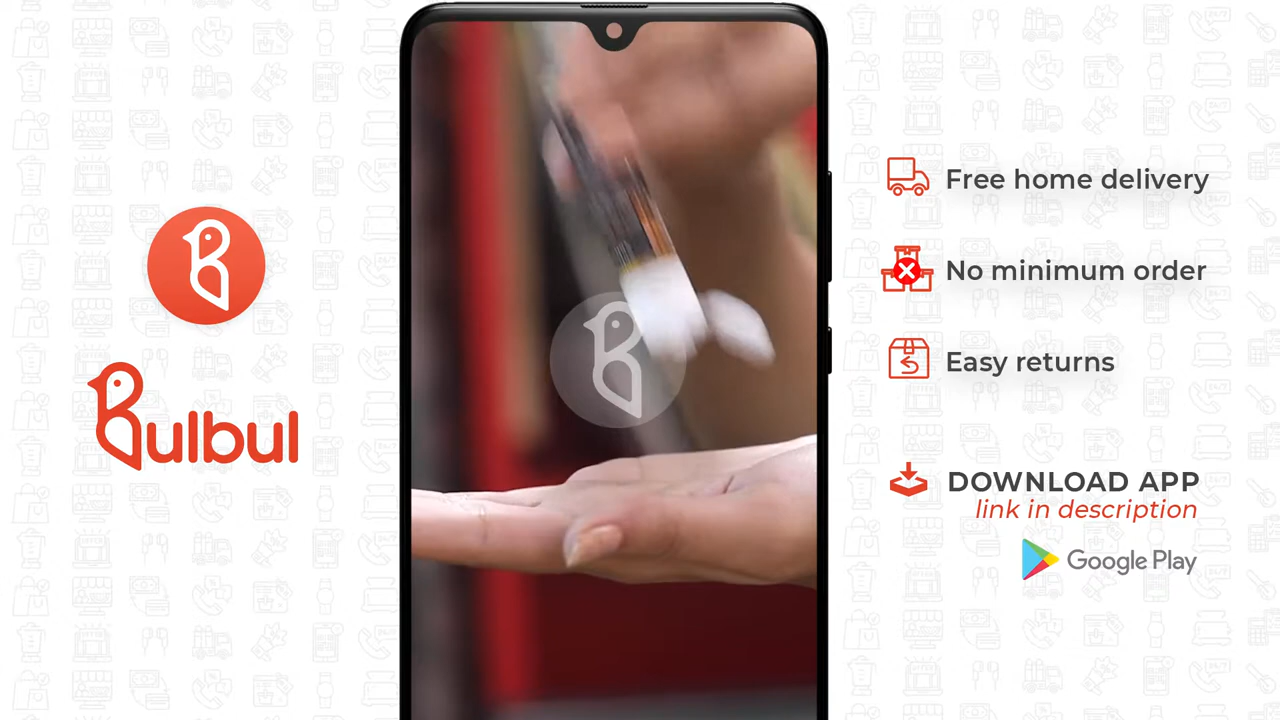 Bulbul
Free home delivery
No minimum order
Easy returns
DOWNLOAD APP
link in description
Google Play